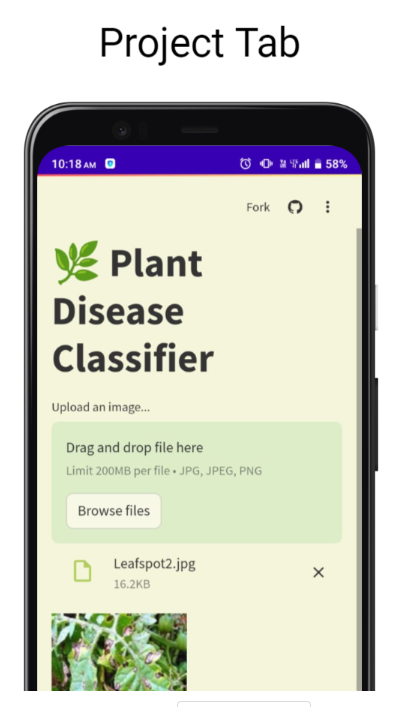 Project Tab
10:18 AM
58%
Fork
Plant
Disease
Classifier
Upload an image...
Drag and drop file here
Limit 200MB per file • JPG, JPEG, PNG
Browse files
Leafspot2.jpg
16.2KB